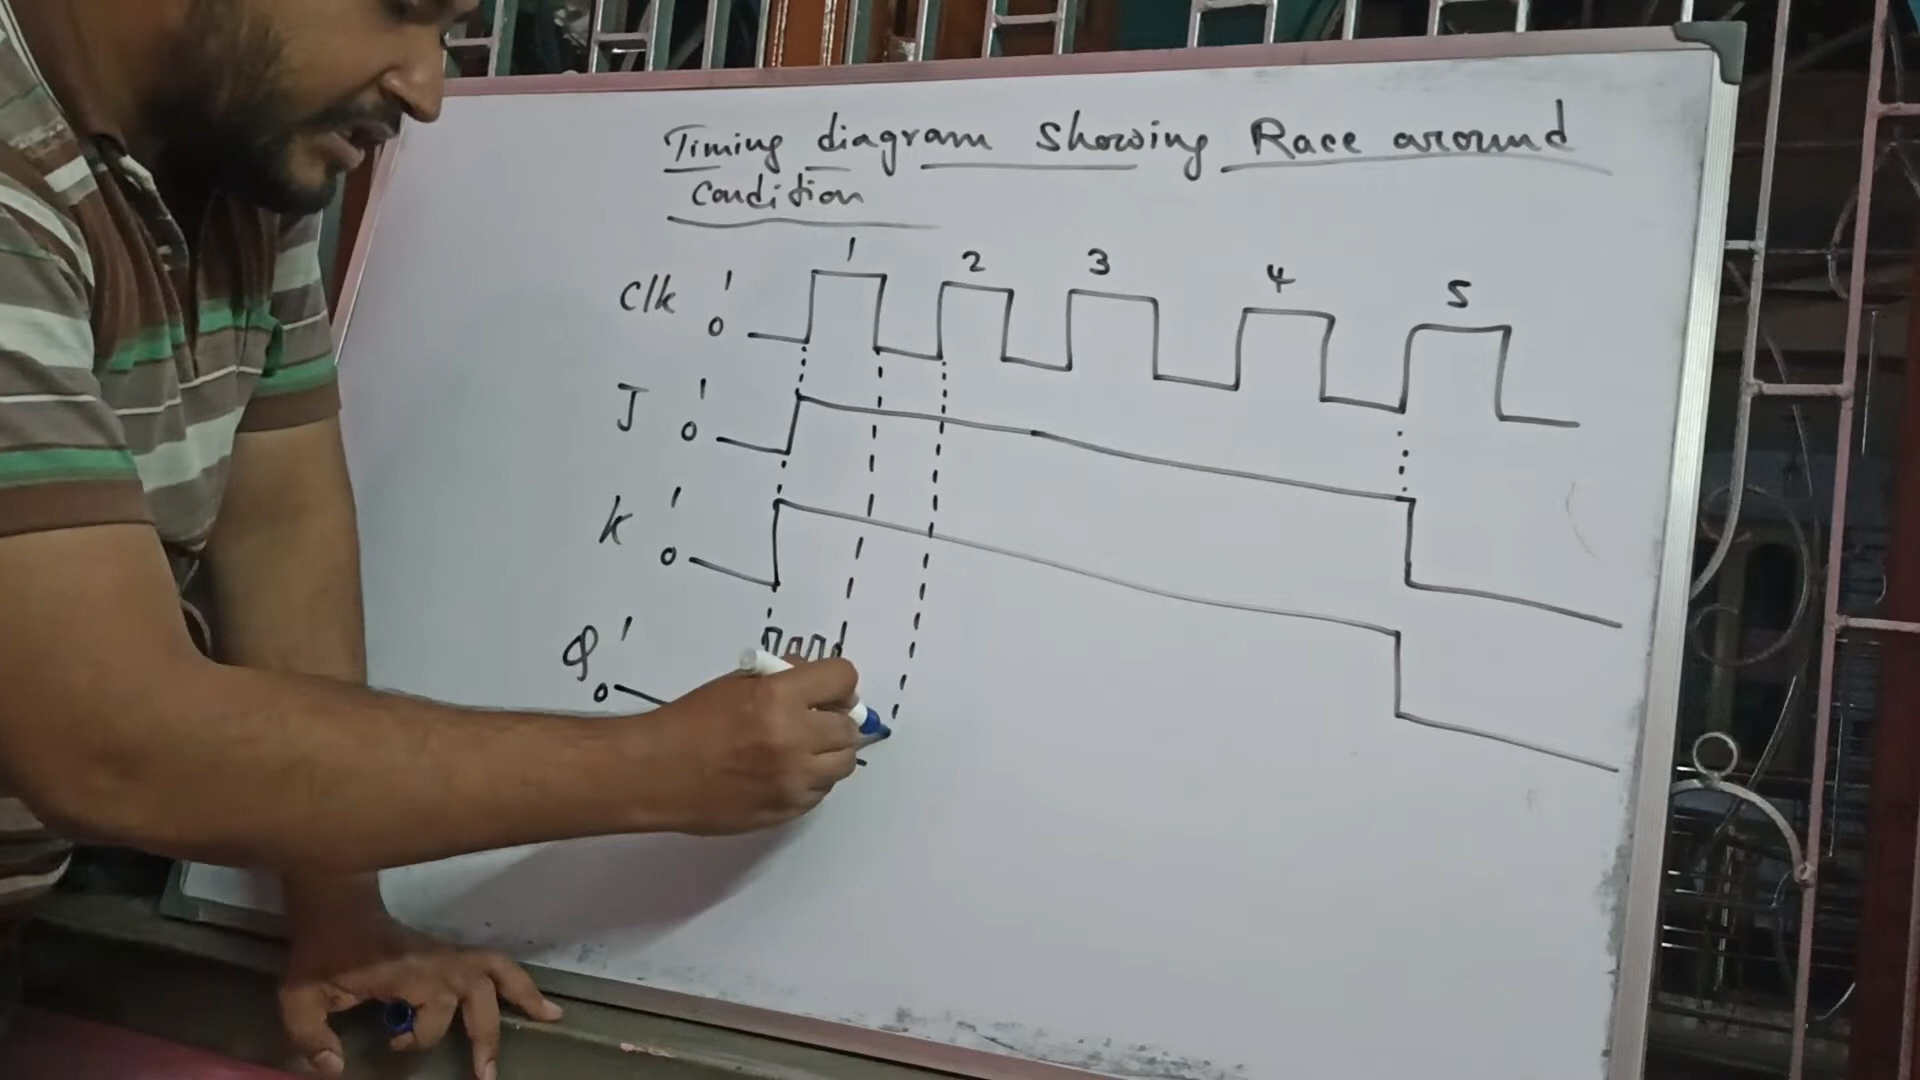 Timing diagram Showing Race around
Condition
1 2 3 4 5
Clk 1
0
J 1
0
K 1
0
Q 1
0